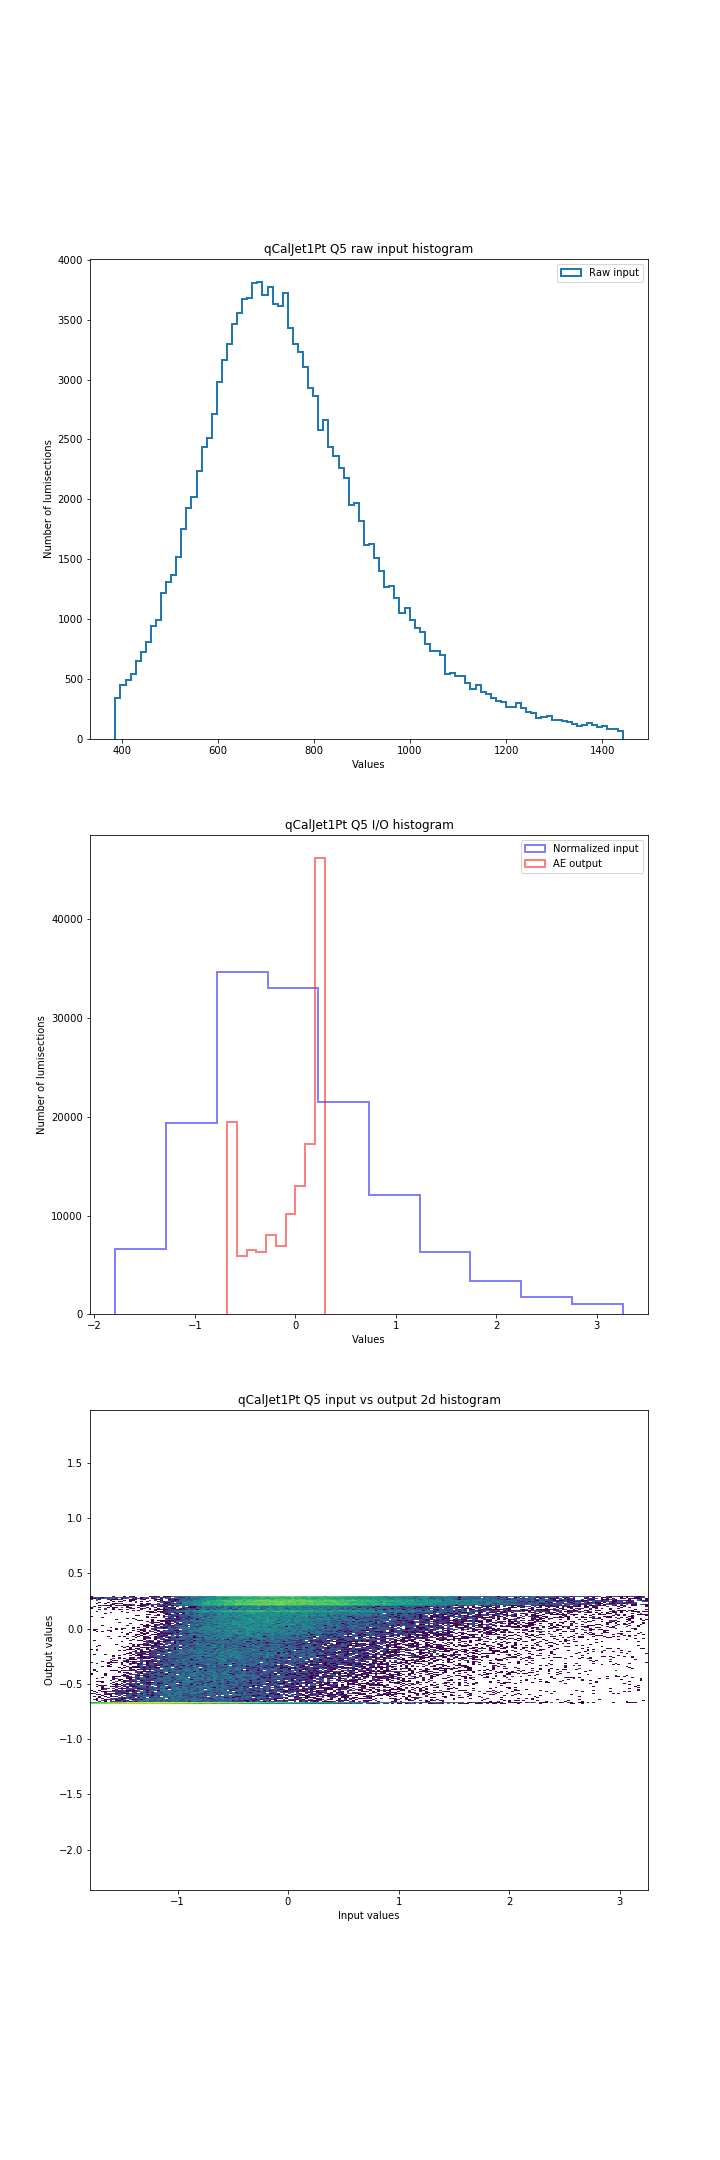 qCalJet1Pt Q5 raw input histogram
4000
3500
3000
2500
2000
1500
1000
500
0
Number of lumisections
Raw input
400 600 800 1000 1200 1400
Values
qCalJet1Pt Q5 I/O histogram
40000
30000
20000
10000
0
Number of lumisections
Normalized input
AE output
−2 −1 0 1 2 3
Values
qCalJet1Pt Q5 input vs output 2d histogram
1.5
1.0
0.5
0.0
−0.5
−1.0
−1.5
−2.0
Output values
−1 0 1 2 3
Input values